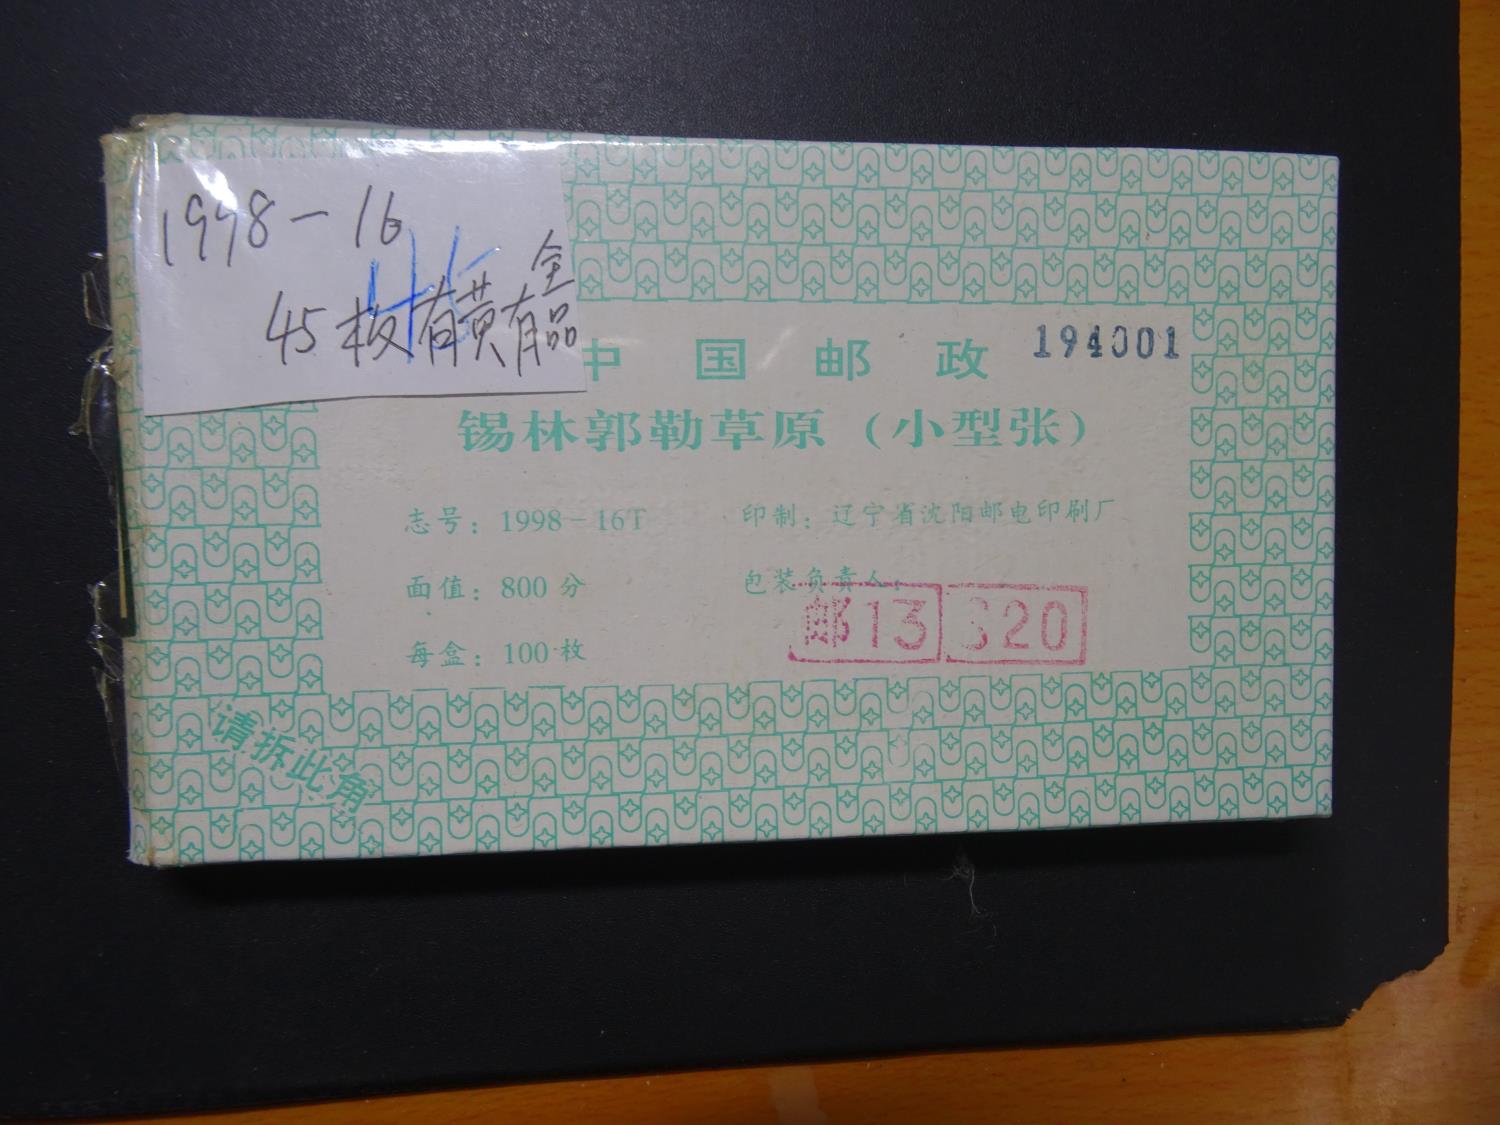 1998-16
45枚有黄有全品
中国邮政
194001
锡林郭勒草原（小型张）
志号：1998-16T
印制：辽宁省沈阳邮电印刷厂
面值：800分
包装负责人：
邮13 320
每盒：100枚
请拆此角